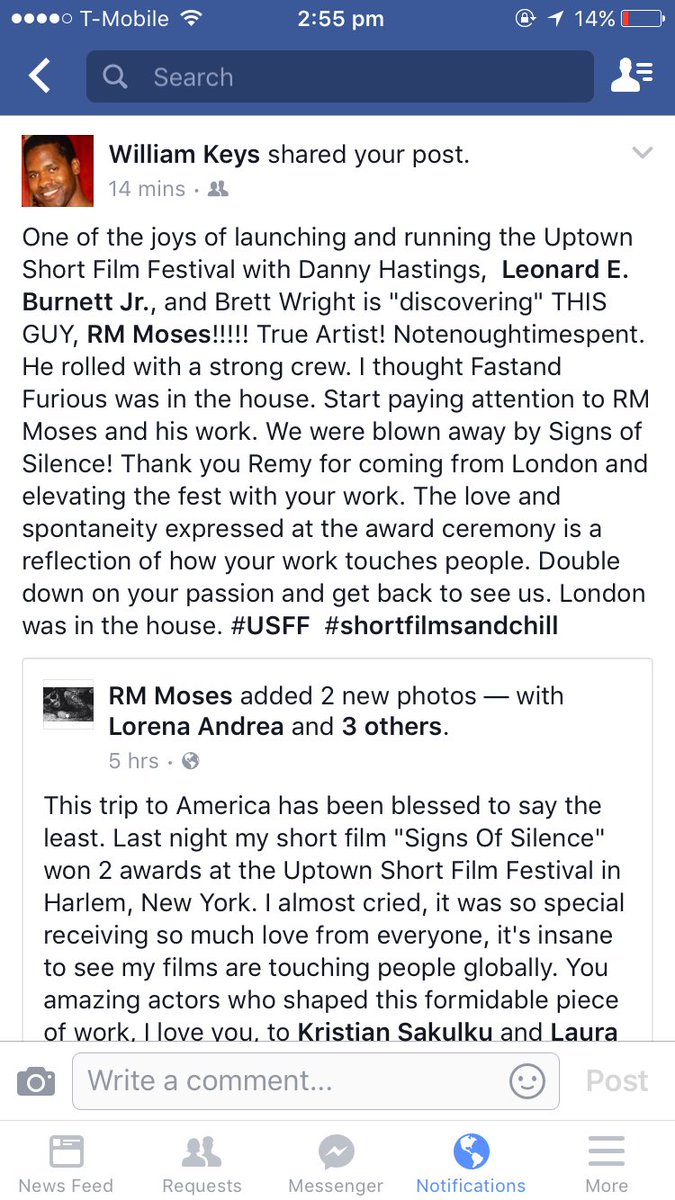 T-Mobile 2:55 pm 14%
Search
William Keys shared your post.
14 mins ·
One of the joys of launching and running the Uptown
Short Film Festival with Danny Hastings,  Leonard E.
Burnett Jr., and Brett Wright is "discovering" THIS
GUY, RM Moses!!!!! True Artist! Notenoughtimespent.
He rolled with a strong crew. I thought Fastand
Furious was in the house. Start paying attention to RM
Moses and his work. We were blown away by Signs of
Silence! Thank you Remy for coming from London and
elevating the fest with your work. The love and
spontaneity expressed at the award ceremony is a
reflection of how your work touches people. Double
down on your passion and get back to see us. London
was in the house. #USFF  #shortfilmsandchill
RM Moses added 2 new photos — with
Lorena Andrea and 3 others.
5 hrs ·
This trip to America has been blessed to say the
least. Last night my short film "Signs Of Silence"
won 2 awards at the Uptown Short Film Festival in
Harlem, New York. I almost cried, it was so special
receiving so much love from everyone, it's insane
to see my films are touching people globally. You
amazing actors who shaped this formidable piece
of work, I love you, to Kristian Sakulku and Laura
Write a comment... Post
News Feed Requests Messenger Notifications More